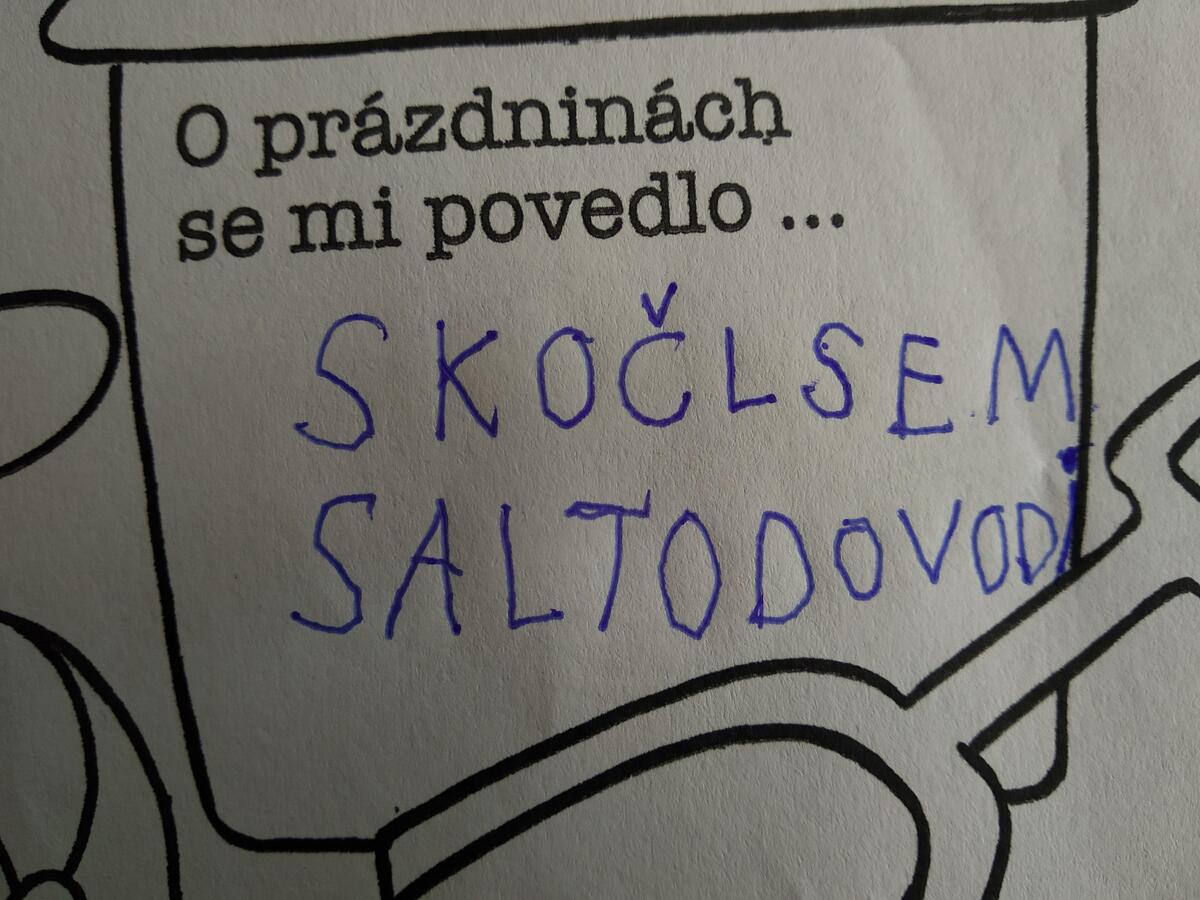 O prázdninách
se mi povedlo ...
SKOČLSEM
SALTODOVODi